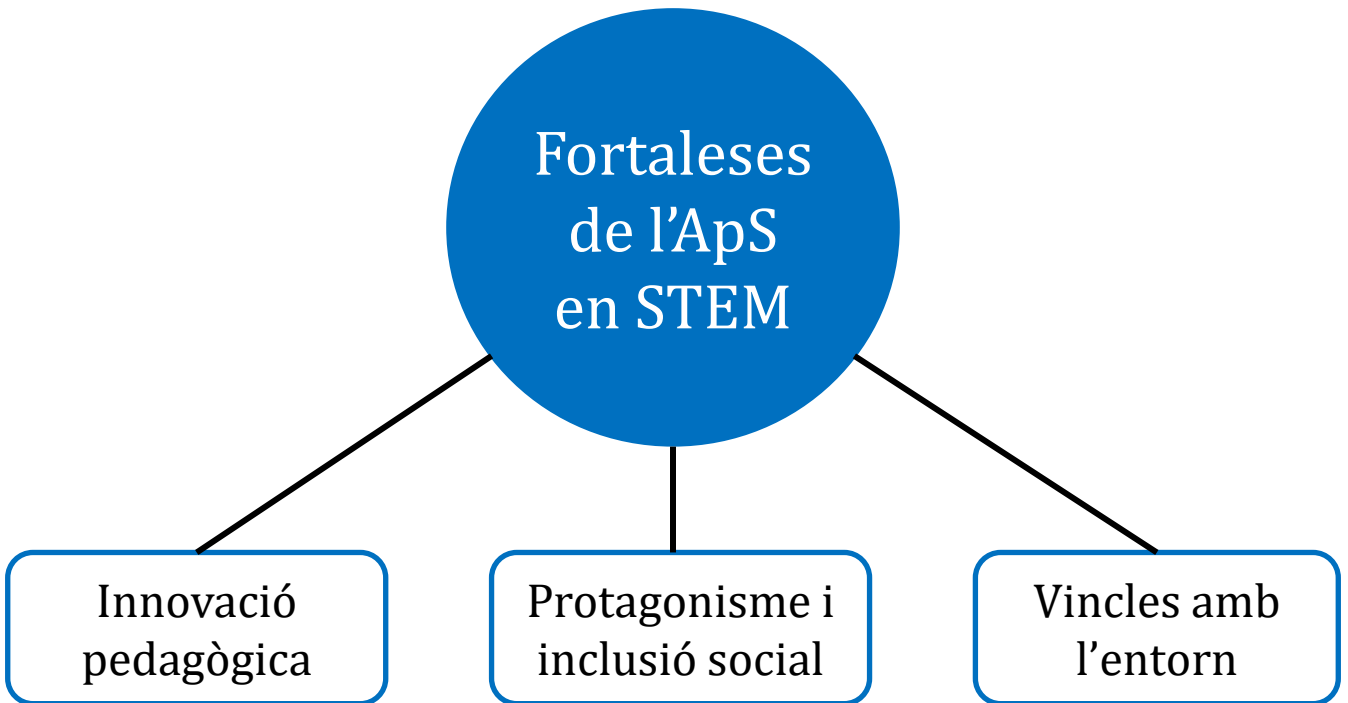 Fortaleses
de l’ApS
en STEM
Innovació
pedagògica
Protagonisme i
inclusió social
Vincles amb
l’entorn